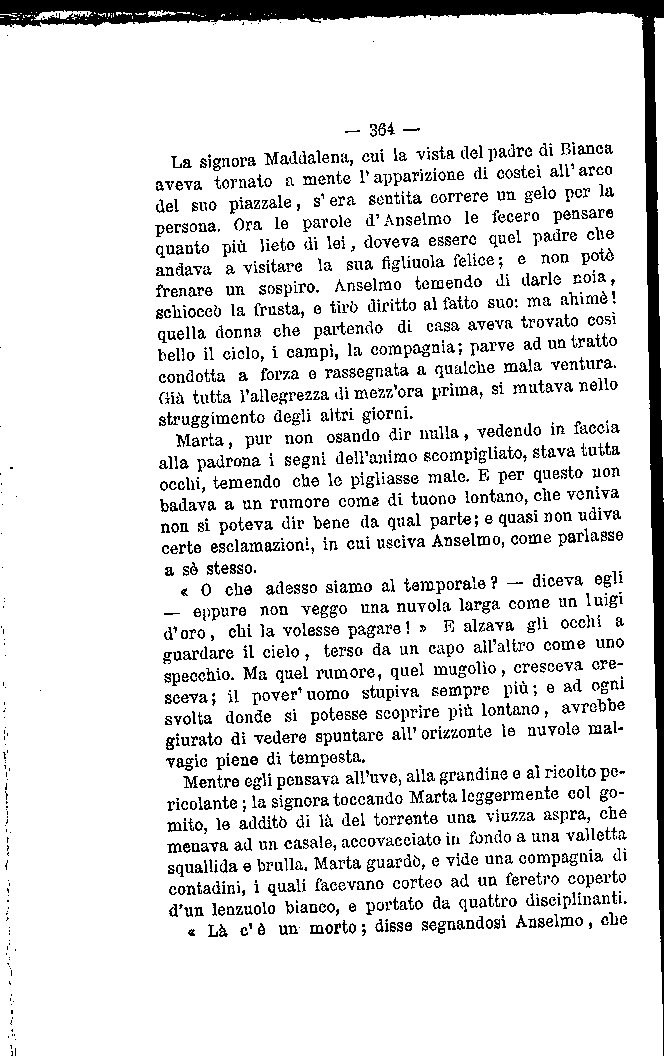 — 364 —
La signora Maddalena, cui la vista del padre di Bianca
aveva tornato a mente l'apparizione di costei all'arco
del suo piazzale, s'era sentita correre un gelo per la
persona. Ora le parole d'Anselmo le fecero pensare
quanto più lieto di lei, doveva essere quel padre che
andava a visitare la sua figliuola felice; e non potè
frenare un sospiro. Anselmo temendo di darle noia,
schioccò la frusta, e tirò diritto al fatto suo: ma ahimè!
quella donna che partendo di casa aveva trovato così
bello il cielo, i campi, la compagnia; parve ad un tratto
condotta a forza e rassegnata a qualche mala ventura.
Già tutta l'allegrezza di mezz'ora prima, si mutava nello
struggimento degli altri giorni.
Marta, pur non osando dir nulla, vedendo in faccia
alla padrona i segni dell'animo scompigliato, stava tutta
occhi, temendo che le pigliasse male. E per questo non
badava a un rumore come di tuono lontano, che veniva
non si poteva dir bene da qual parte; e quasi non udiva
certe esclamazioni, in cui usciva Anselmo, come parlasse
a sè stesso.
« O che adesso siamo al temporale? — diceva egli
— eppure non veggo una nuvola larga come un luigi
d'oro, chi la volesse pagare! » E alzava gli occhi a
guardare il cielo, terso da un capo all'altro come uno
specchio. Ma quel rumore, quel mugolio, cresceva cre-
sceva; il pover'uomo stupiva sempre più; e ad ogni
svolta donde si potesse scoprire più lontano, avrebbe
giurato di vedere spuntare all'orizzonte le nuvole mal-
vagie piene di tempesta.
Mentre egli pensava all'uve, alla grandine e al ricolto pe-
ricolante; la signora toccando Marta leggermente col go-
mito, le additò di là del torrente una viuzza aspra, che
menava ad un casale, accovacciato in fondo a una valletta
squallida e brulla. Marta guardò, e vide una compagnia di
contadini, i quali facevano corteo ad un feretro coperto
d'un lenzuolo bianco, e portato da quattro disciplinanti.
« Là c'è un morto; disse segnandosi Anselmo, che